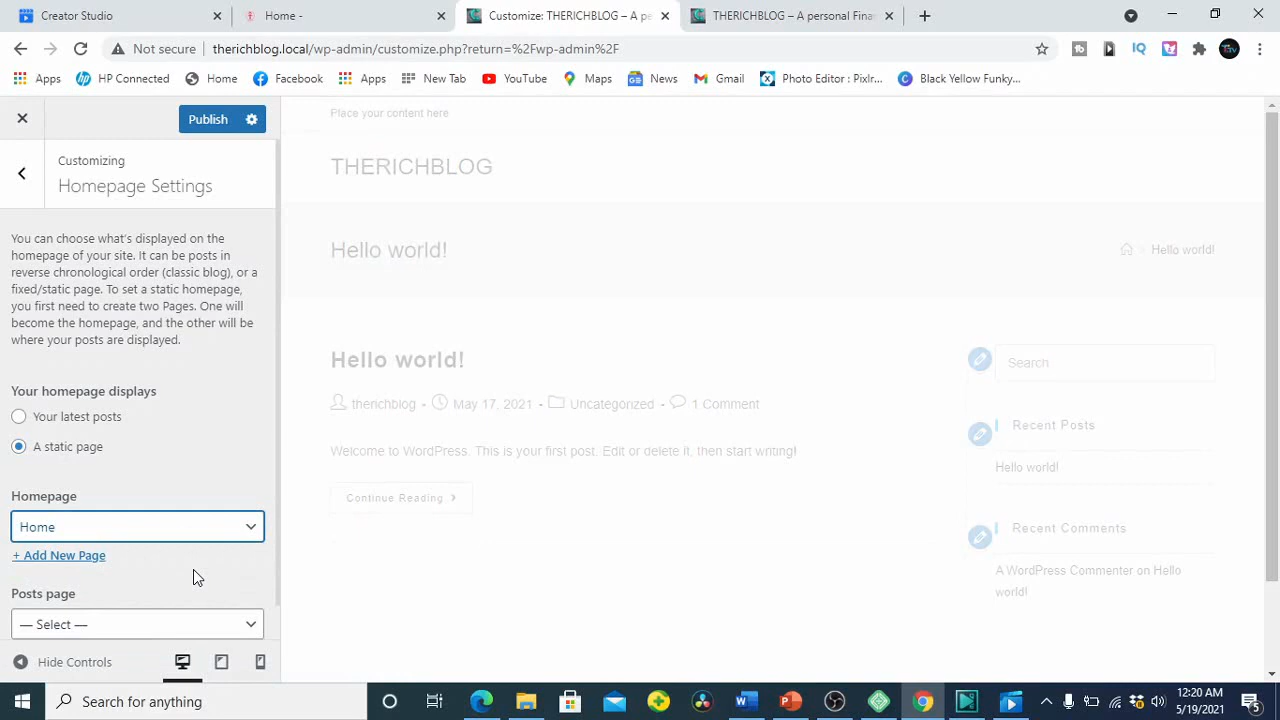 Creator Studio
Home -
Customize: THERICHBLOG – A pe
THERICHBLOG – A personal Finan
Not secure
therichblog.local/wp-admin/customize.php?return=%2Fwp-admin%2F
Apps
HP Connected
Home
Facebook
Apps
New Tab
YouTube
Maps
News
Gmail
Photo Editor : Pixlr...
Black Yellow Funky...
Publish
Customizing
Homepage Settings
You can choose what's displayed on the
homepage of your site. It can be posts in
reverse chronological order (classic blog), or a
fixed/static page. To set a static homepage,
you first need to create two Pages. One will
become the homepage, and the other will be
where your posts are displayed.
Your homepage displays
Your latest posts
A static page
Homepage
Home
+ Add New Page
Posts page
— Select —
Hide Controls
Place your content here
THERICHBLOG
Hello world!
Hello world!
Hello world!
therichblog - May 17, 2021 - Uncategorized - 1 Comment
Welcome to WordPress. This is your first post. Edit or delete it, then start writing!
Continue Reading
Search
Recent Posts
Hello world!
Recent Comments
A WordPress Commenter on Hello
world!
Search for anything
12:20 AM
5/19/2021
5